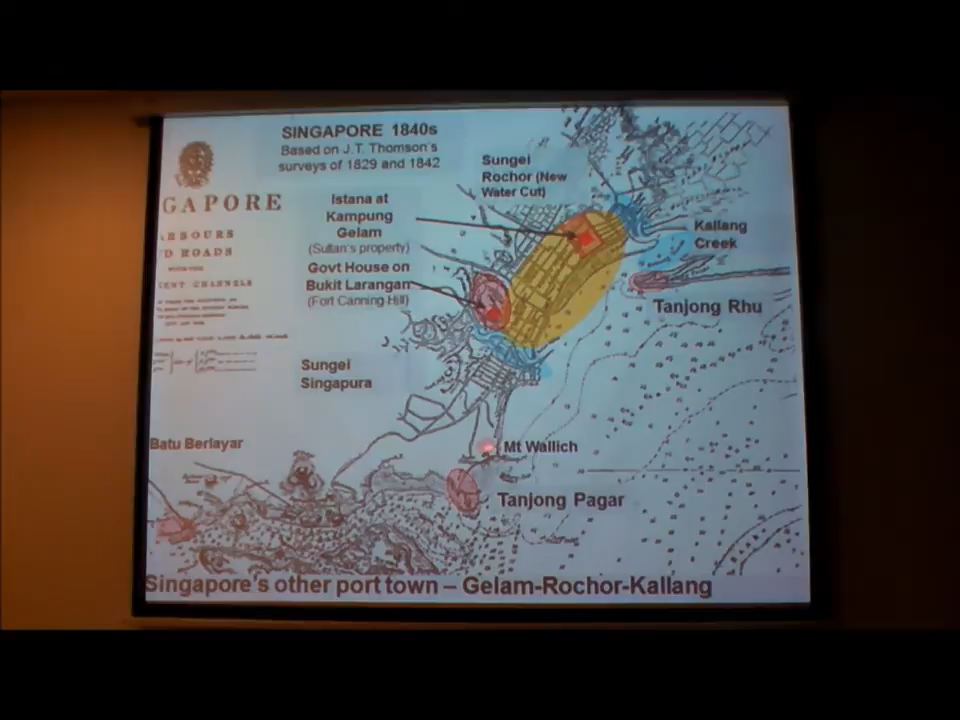 SINGAPORE 1840s
Based on J.T. Thomson's
surveys of 1829 and 1842
GAPORE
ROADS
CHANNELS
Sungei
Rochor (New
Water Cut)
Istana at
Kampung
Gelam
(Sultan's property)
Govt House on
Bukit Larangan
(Fort Canning Hill)
Kallang
Creek
Tanjong Rhu
Sungei
Singapura
Batu Berlayar
Mt Wallich
Tanjong Pagar
Singapore's other port town – Gelam-Rochor-Kallang